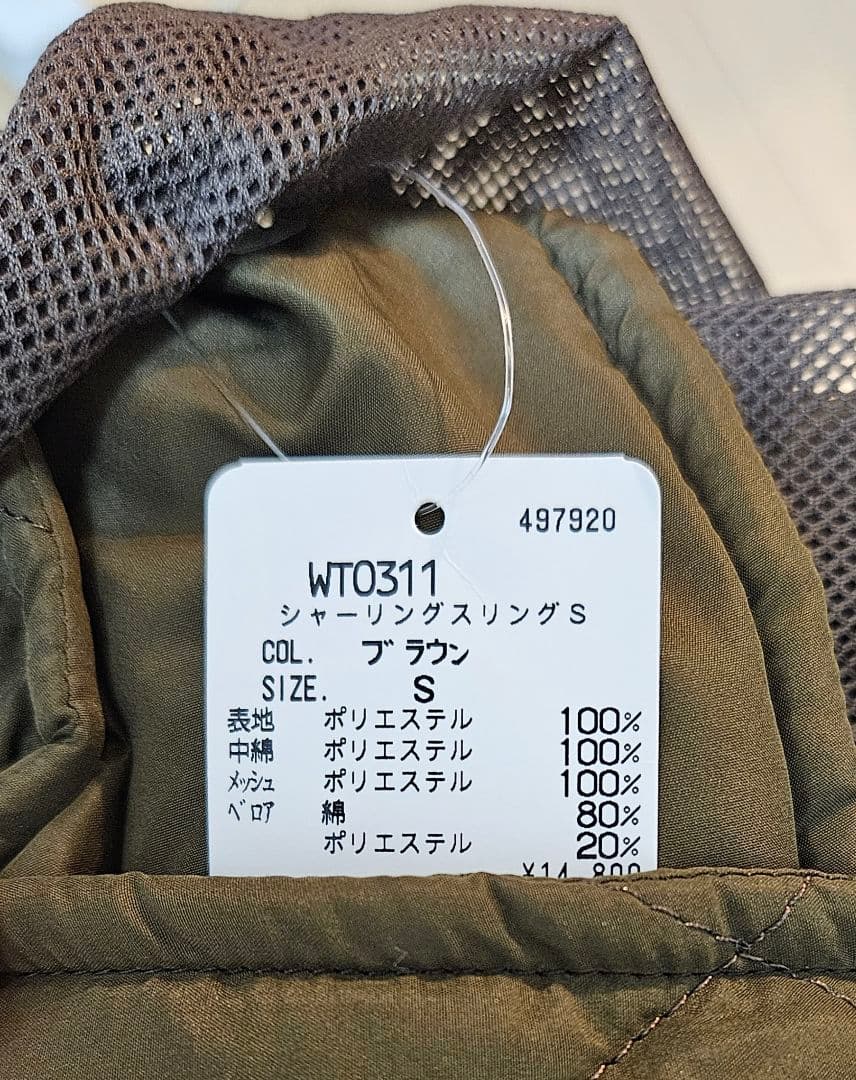 497920
WT0311
シャーリングスリングS
COL. ブラウン
SIZE. S
表地 ポリエステル 100%
中綿 ポリエステル 100%
メッシュ ポリエステル 100%
ベロア 綿 80%
ポリエステル 20%
¥14,800